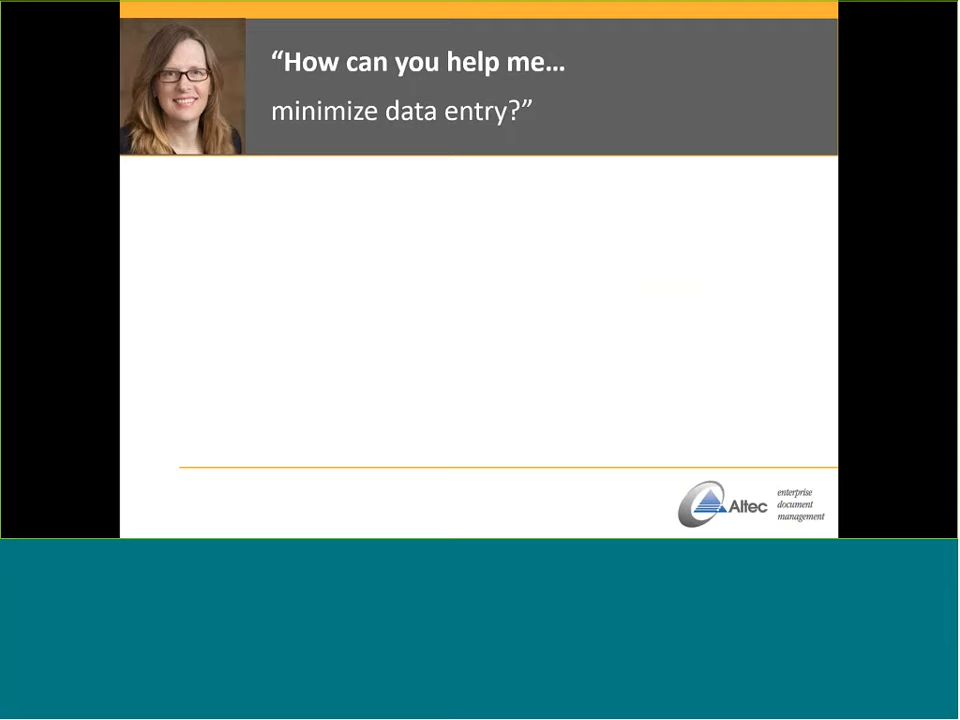 “How can you help me…
minimize data entry?”
Altec
enterprise
document
management